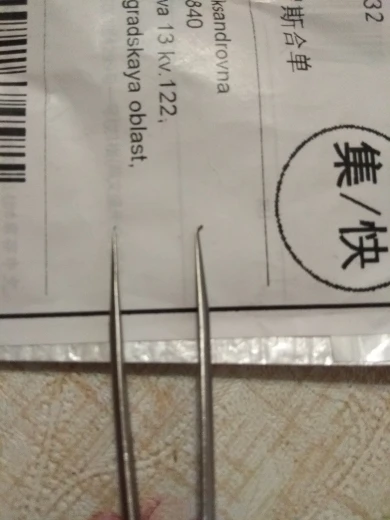 32
斯合单
集/快
ksandrovna
840
va 13 kv.122,
gradskaya oblast,